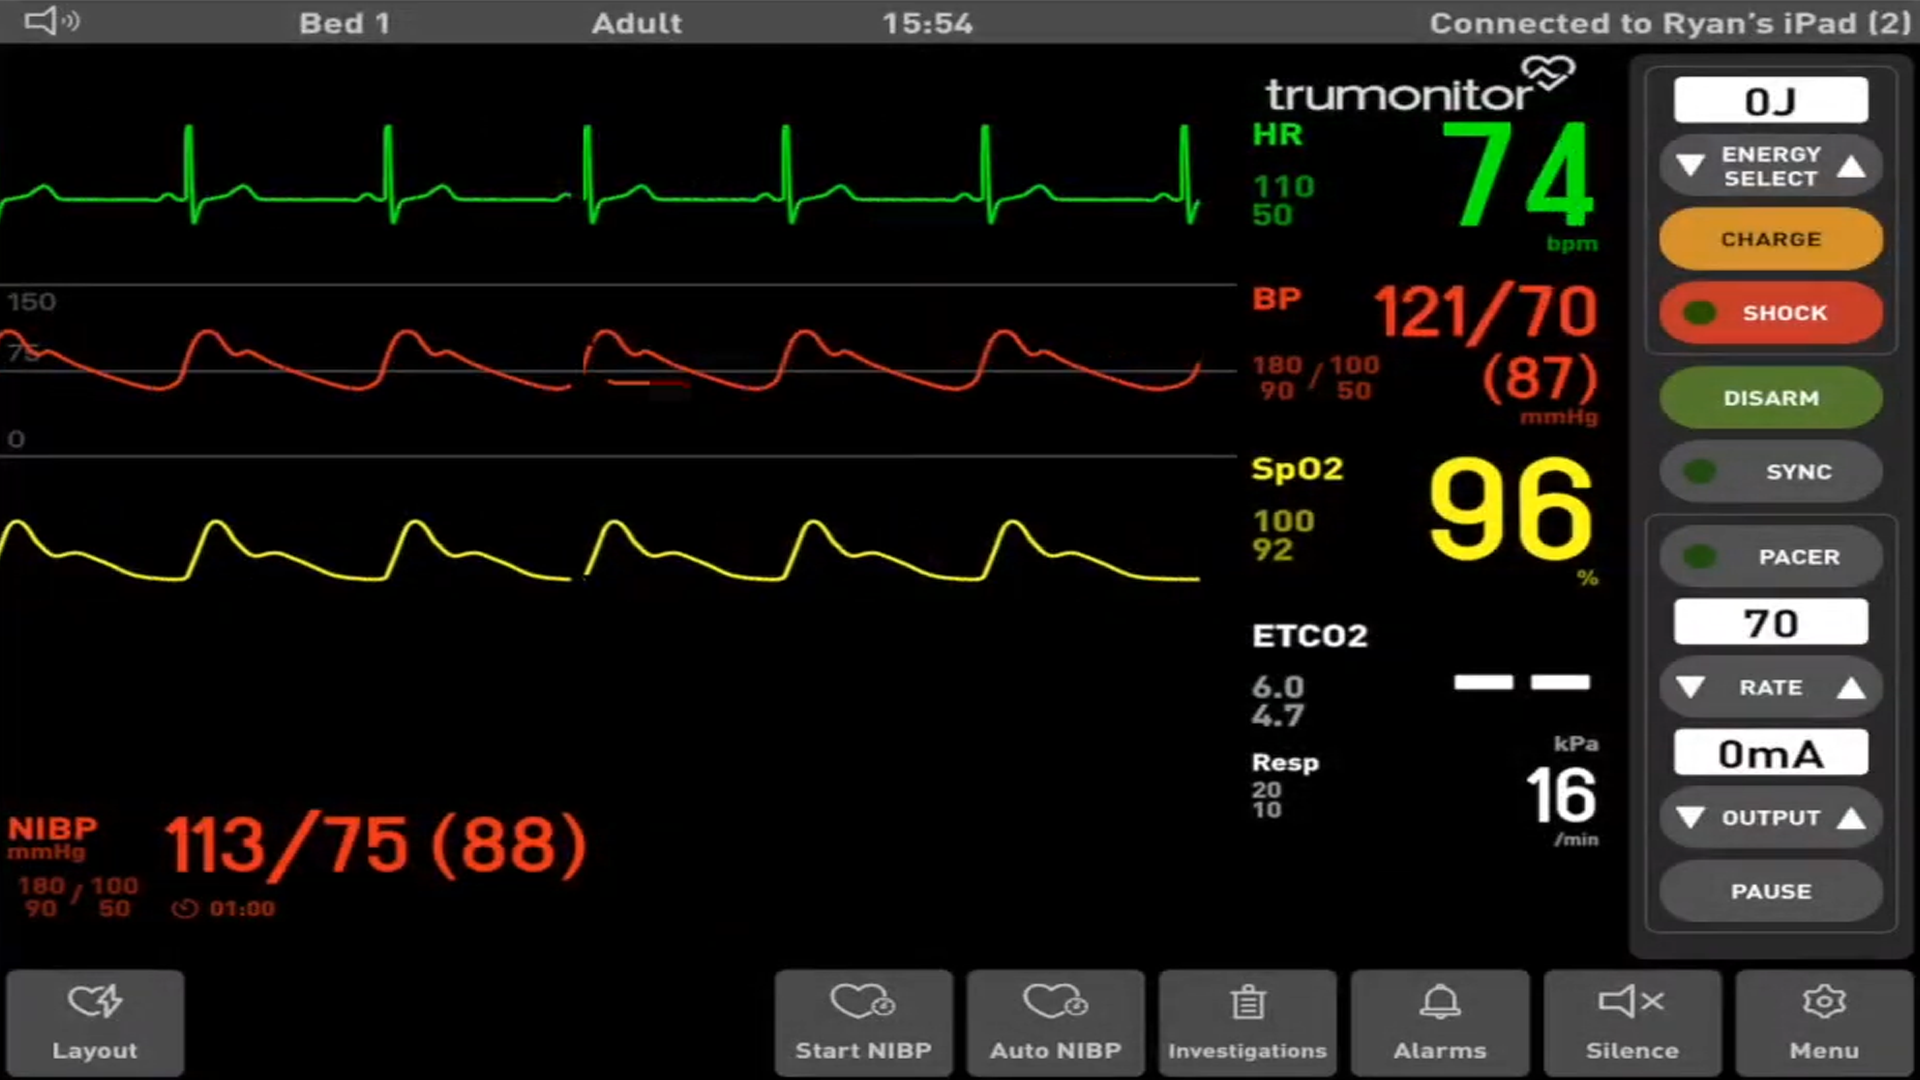 Bed 1
Adult
15:54
Connected to Ryan's iPad (2)
trumonitor
HR
110
50
74
bpm
150
75
0
BP
121/70
180 / 100
90 / 50
(87)
mmHg
SpO2
100
92
96
%
ETCO2
6.0
4.7
-- --
kPa
Resp
20
10
16
/min
NIBP
mmHg
113/75 (88)
180 / 100
90 / 50
01:00
0J
ENERGY
SELECT
CHARGE
SHOCK
DISARM
SYNC
PACER
70
RATE
0mA
OUTPUT
PAUSE
Layout
Start NIBP
Auto NIBP
Investigations
Alarms
Silence
Menu